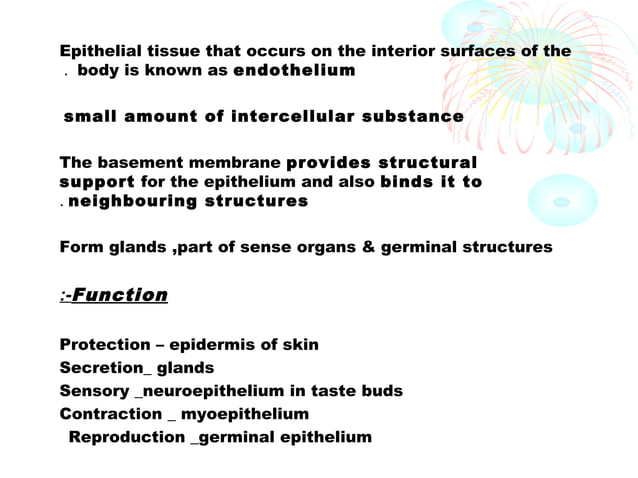 Epithelial tissue that occurs on the interior surfaces of the
. body is known as endothelium
small amount of intercellular substance
The basement membrane provides structural
support for the epithelium and also binds it to
. neighbouring structures
Form glands ,part of sense organs & germinal structures
:-Function
Protection – epidermis of skin
Secretion_ glands
Sensory _neuroepithelium in taste buds
Contraction _ myoepithelium
Reproduction _germinal epithelium